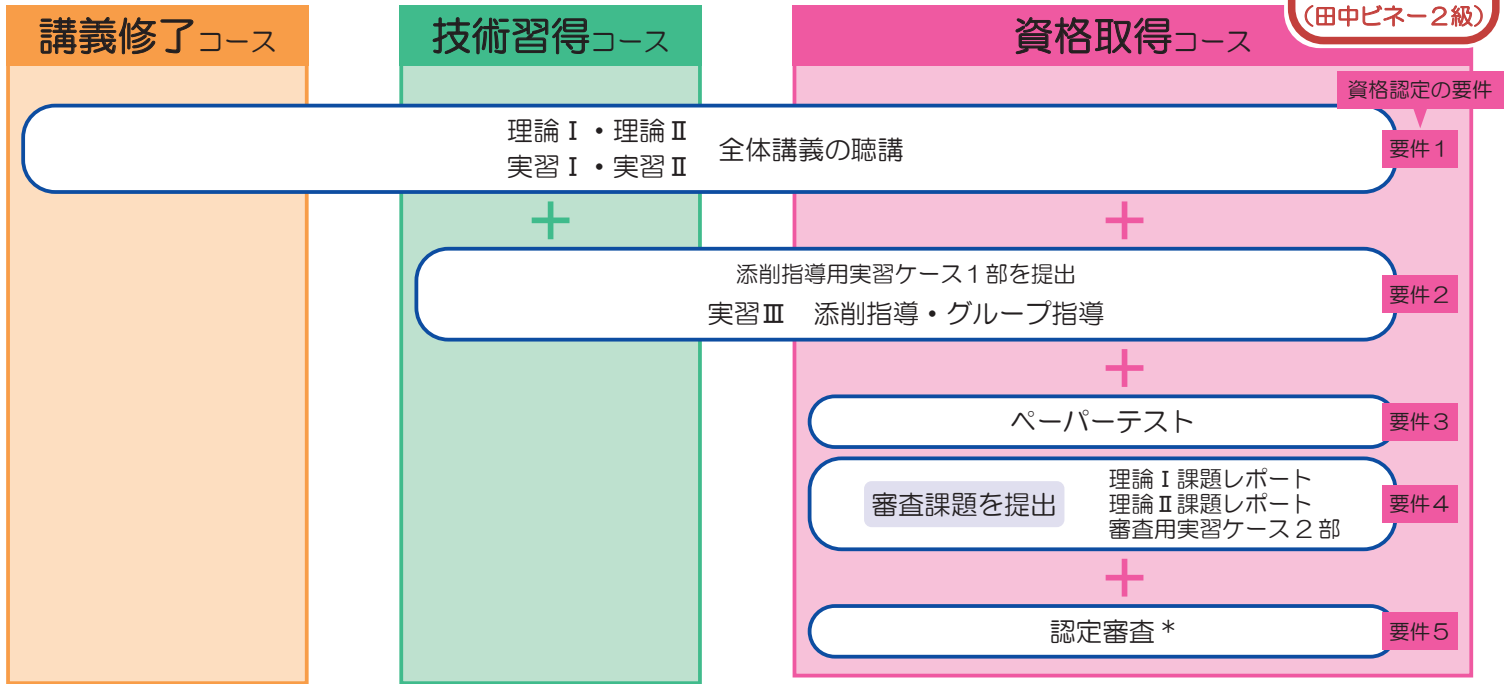 (田中ビネー2級)
講義修了コース
技術習得コース
資格取得コース
資格認定の要件
理論Ⅰ・理論Ⅱ
実習Ⅰ・実習Ⅱ
全体講義の聴講
要件1
+
+
添削指導用実習ケース1部を提出
実習Ⅲ 添削指導・グループ指導
要件2
+
ペーパーテスト
要件3
審査課題を提出
理論Ⅰ課題レポート
理論Ⅱ課題レポート
審査用実習ケース2部
要件4
+
認定審査*
要件5